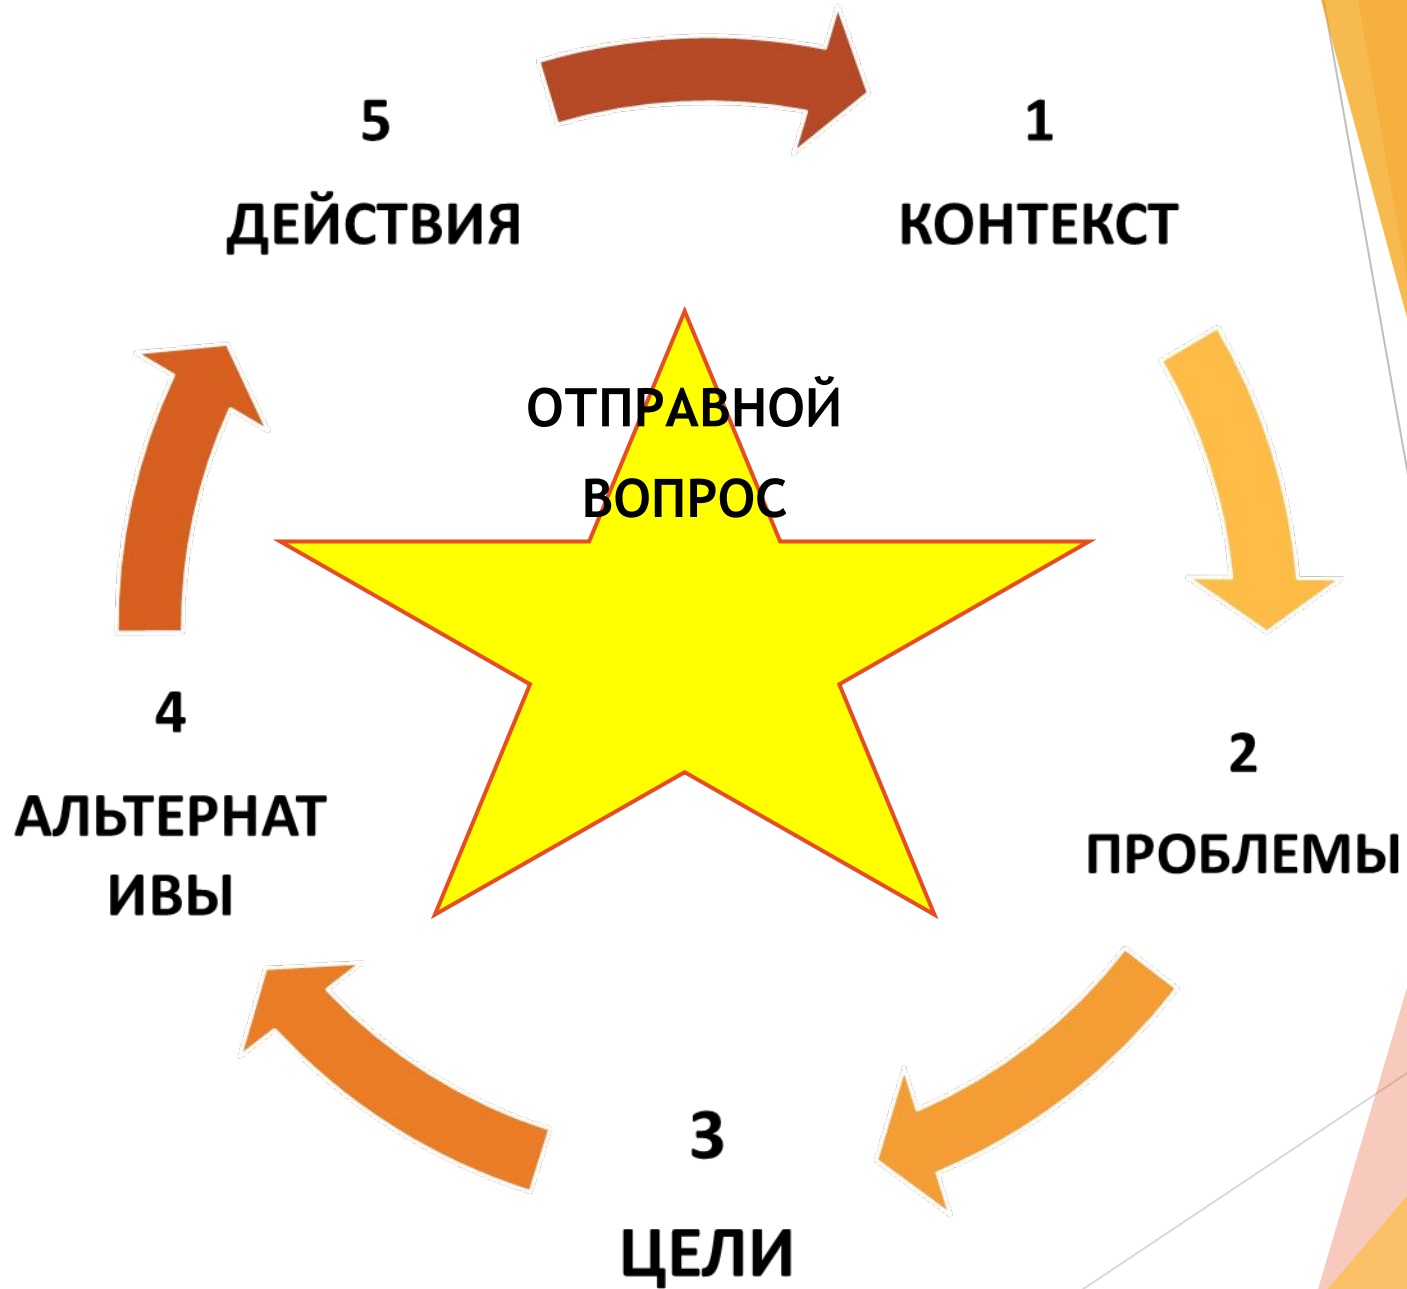 5
ДЕЙСТВИЯ
1
КОНТЕКСТ
ОТПРАВНОЙ
ВОПРОС
4
АЛЬТЕРНАТ
ИВЫ
2
ПРОБЛЕМЫ
3
ЦЕЛИ